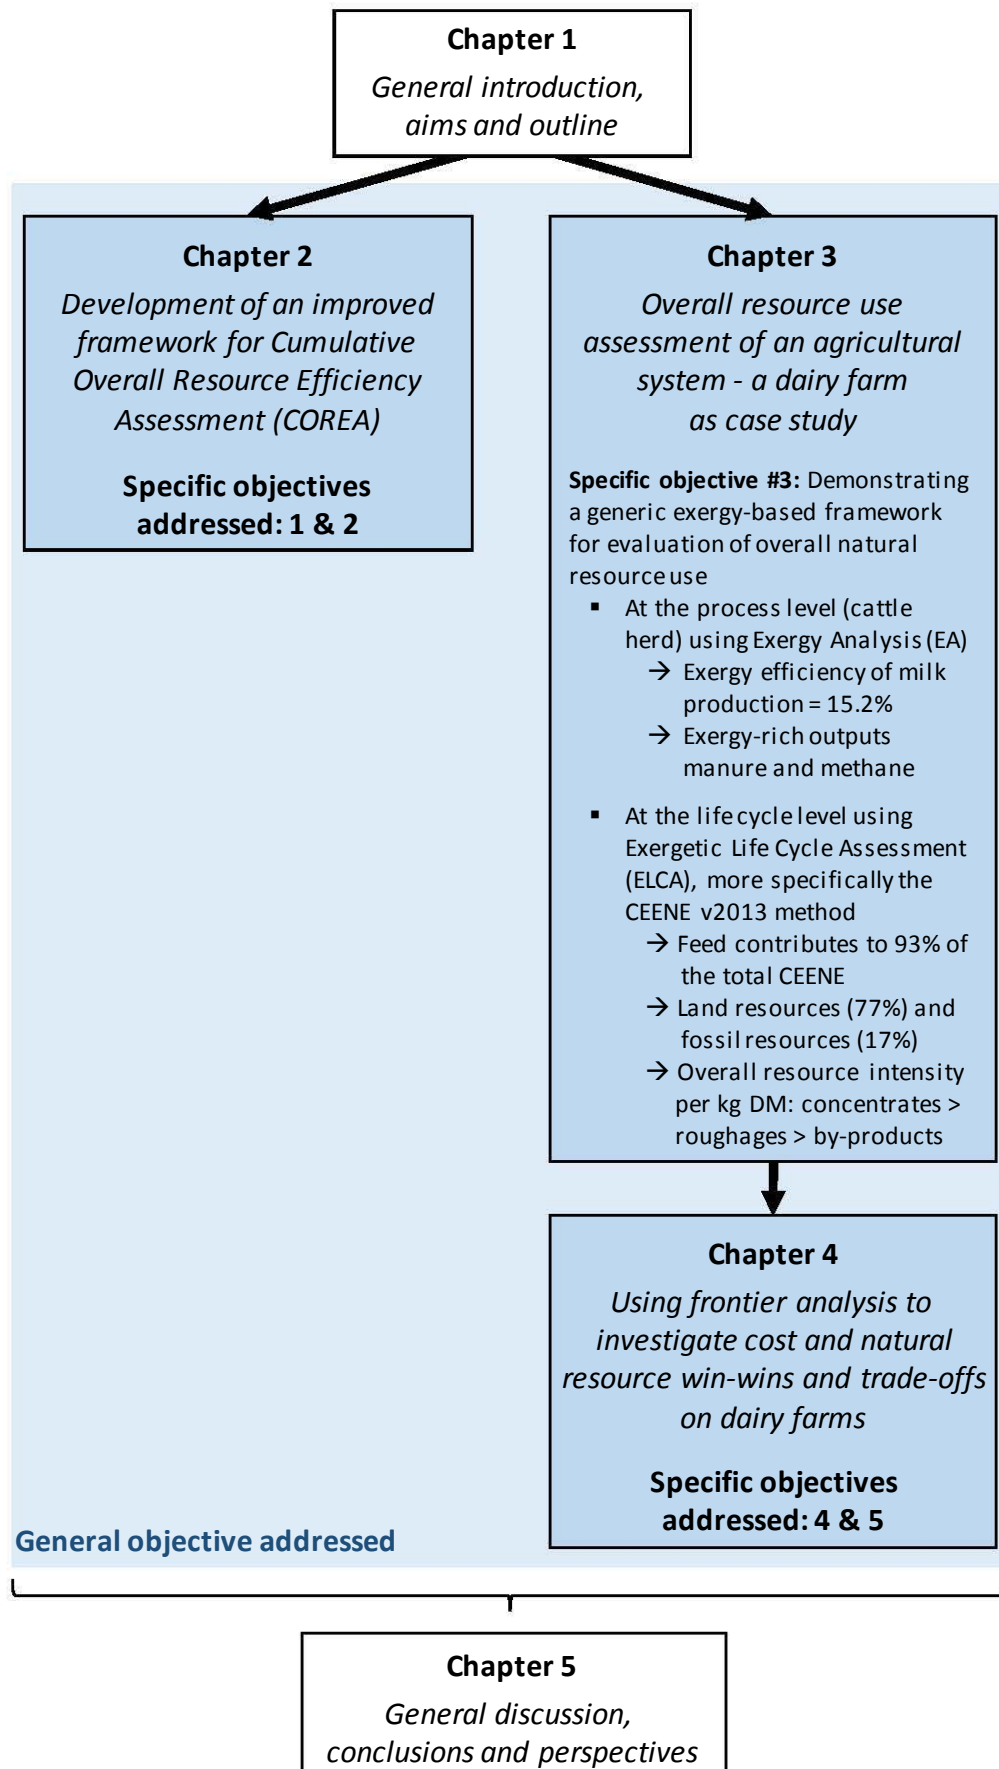 Chapter 1
General introduction,
aims and outline
Chapter 2
Development of an improved
framework for Cumulative
Overall Resource Efficiency
Assessment (COREA)
Specific objectives
addressed: 1 & 2
Chapter 3
Overall resource use
assessment of an agricultural
system - a dairy farm
as case study
Specific objective #3: Demonstrating
a generic exergy-based framework
for evaluation of overall natural
resource use
▪ At the process level (cattle
herd) using Exergy Analysis (EA)
→ Exergy efficiency of milk
production = 15.2%
→ Exergy-rich outputs
manure and methane
▪ At the life cycle level using
Exergetic Life Cycle Assessment
(ELCA), more specifically the
CEENE v2013 method
→ Feed contributes to 93% of
the total CEENE
→ Land resources (77%) and
fossil resources (17%)
→ Overall resource intensity
per kg DM: concentrates >
roughages > by-products
Chapter 4
Using frontier analysis to
investigate cost and natural
resource win-wins and trade-offs
on dairy farms
Specific objectives
addressed: 4 & 5
General objective addressed
Chapter 5
General discussion,
conclusions and perspectives